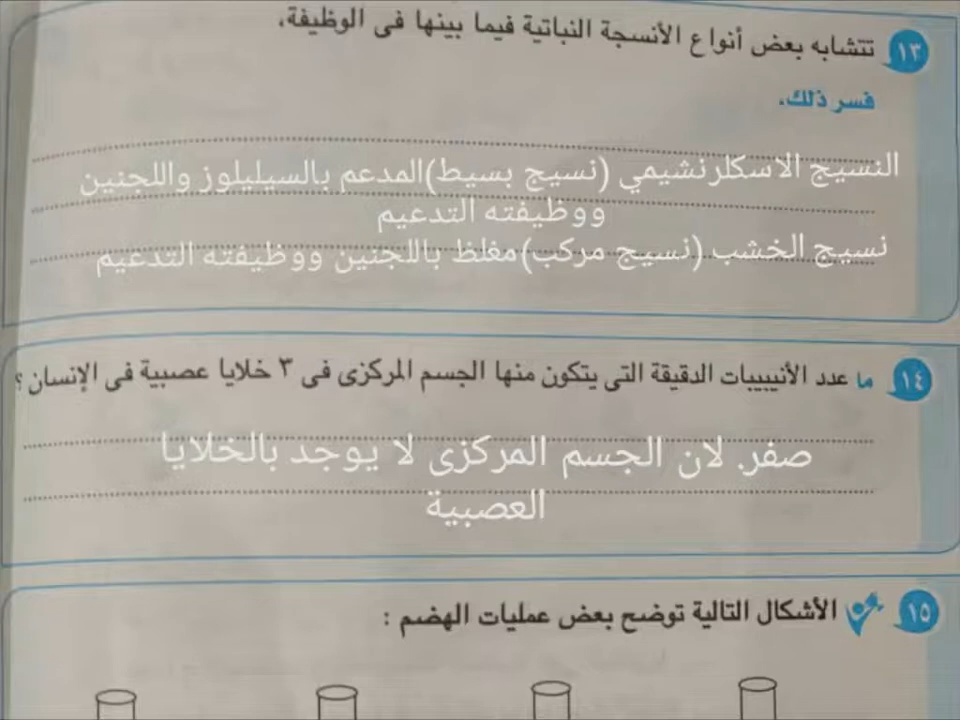 ١٣ تتشابه بعض أنواع الأنسجة النباتية فيما بينها فى الوظيفة.
فسر ذلك.
النسيج الاسكلرنشيمي (نسيج بسيط)المدعم بالسيليلوز واللجنين
ووظيفته التدعيم
نسيج الخشب (نسيج مركب)مغلظ باللجنين ووظيفته التدعيم
١٤ ما عدد الأنيبيبات الدقيقة التى يتكون منها الجسم المركزى فى ٣ خلايا عصبية فى الإنسان ؟
صفر. لان الجسم المركزى لا يوجد بالخلايا
العصبية
١٥ الأشكال التالية توضح بعض عمليات الهضم :